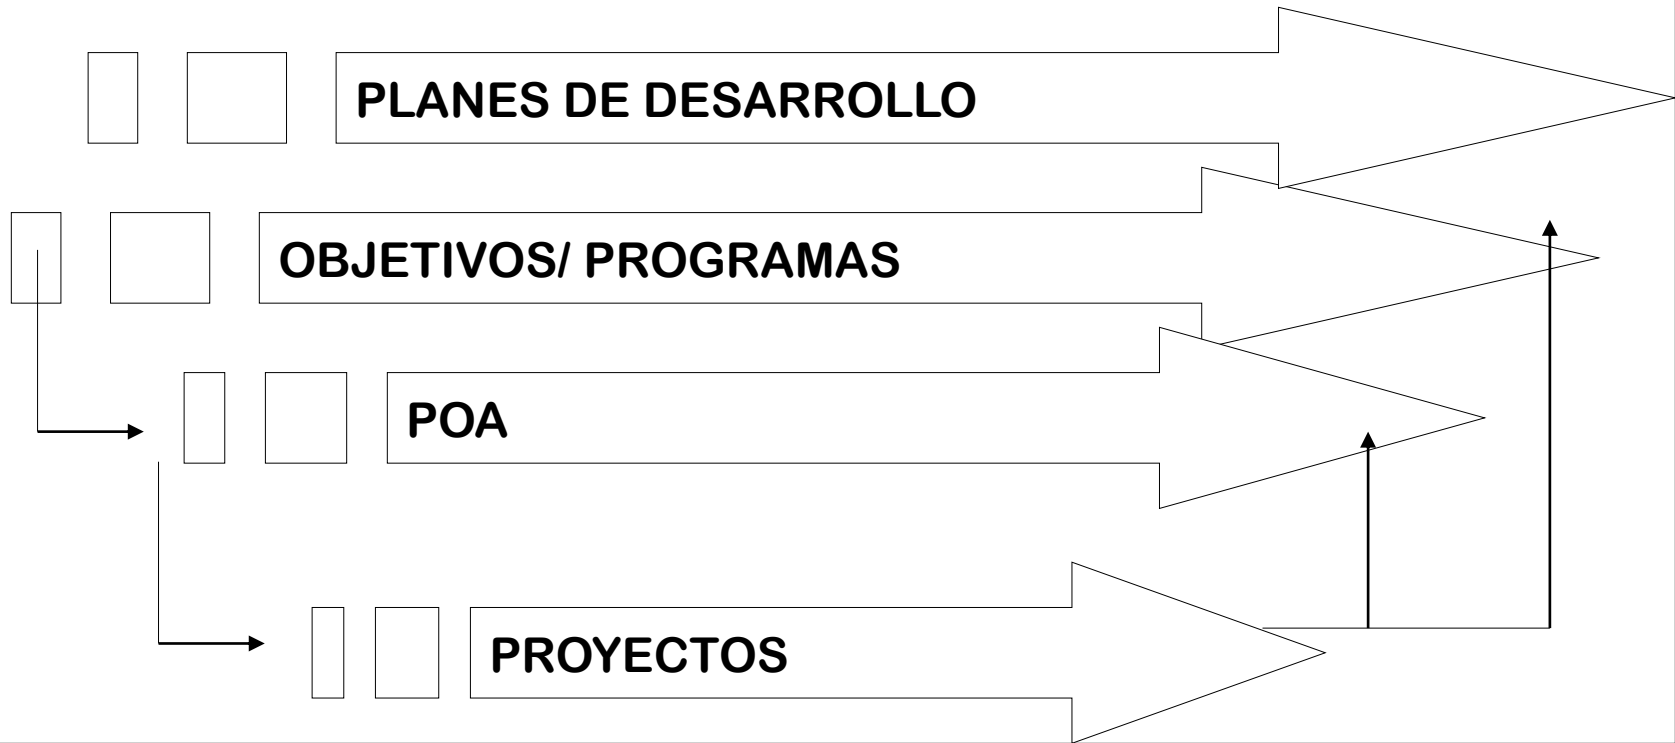 PLANES DE DESARROLLO
OBJETIVOS/ PROGRAMAS
POA
PROYECTOS